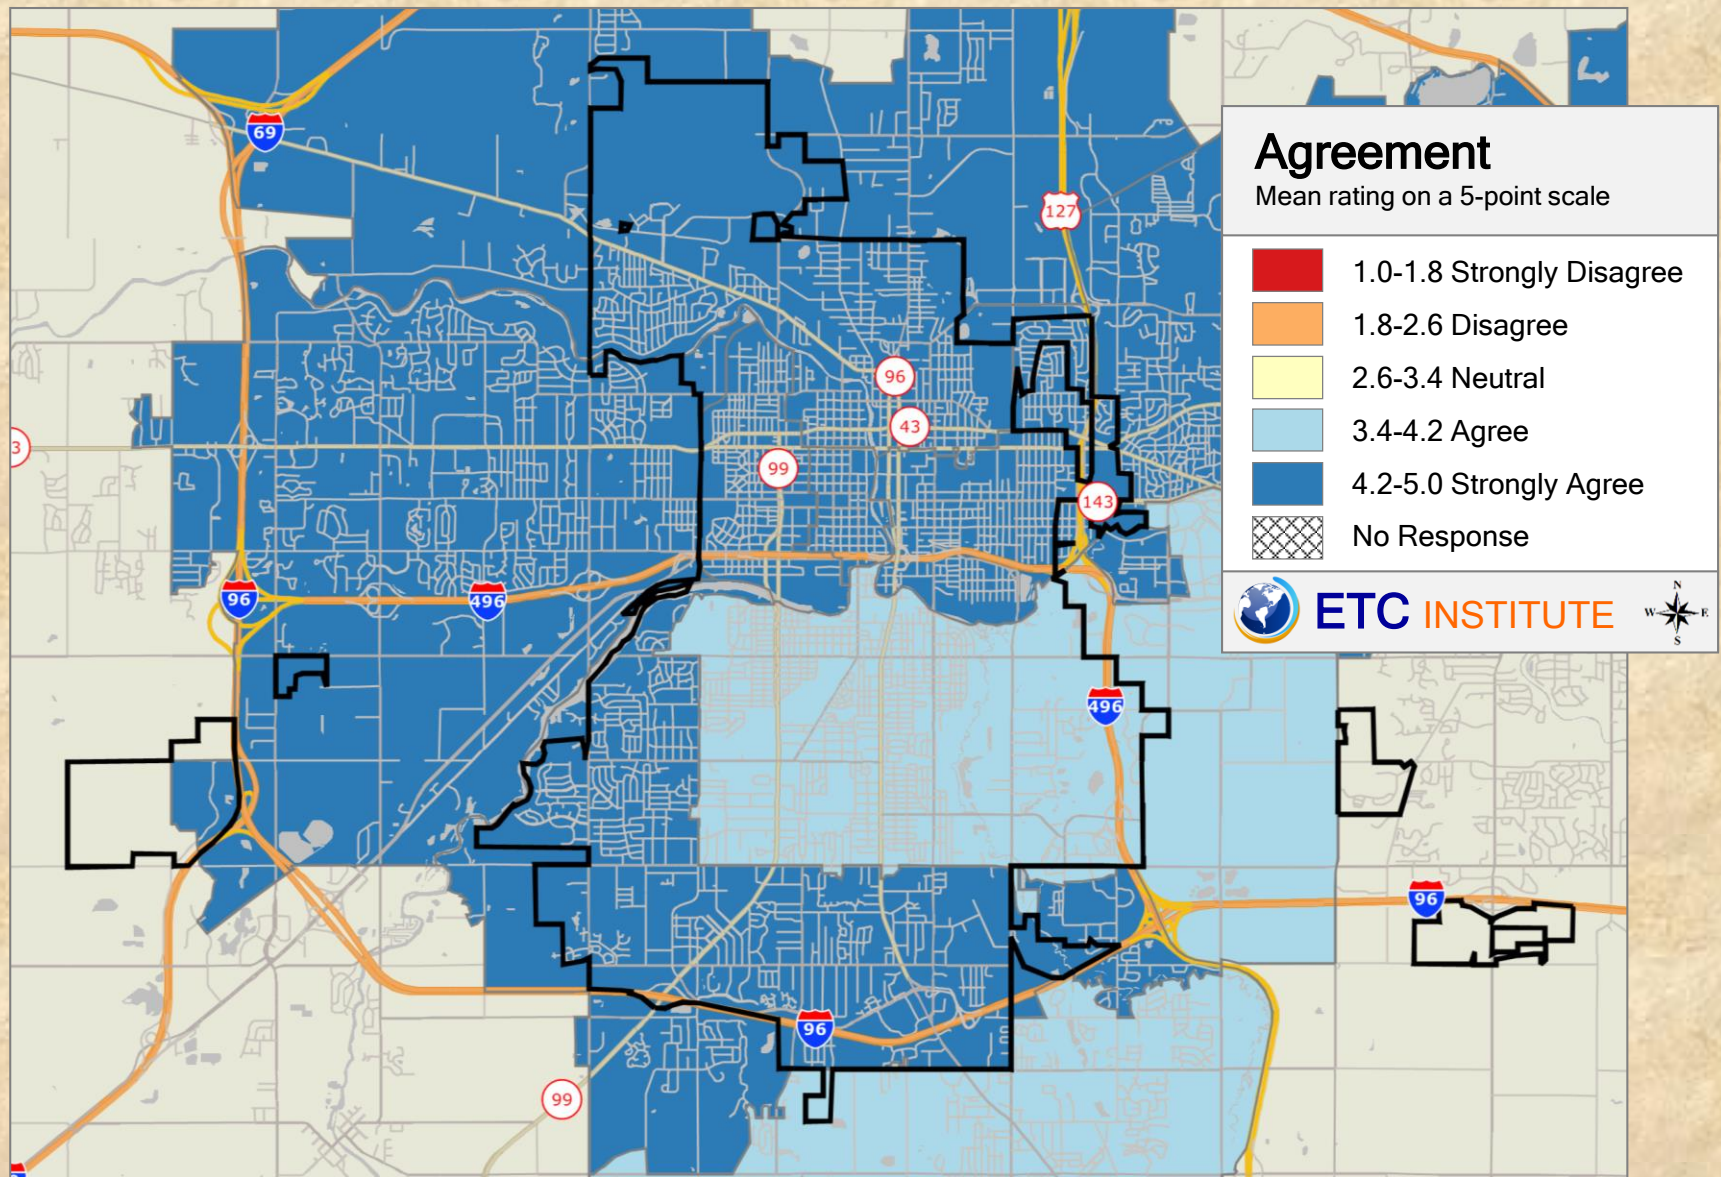 69
127
96
43
3
99
143
96
496
496
96
96
99
Agreement
Mean rating on a 5-point scale
1.0-1.8 Strongly Disagree
1.8-2.6 Disagree
2.6-3.4 Neutral
3.4-4.2 Agree
4.2-5.0 Strongly Agree
No Response
ETC INSTITUTE
N
W E
S